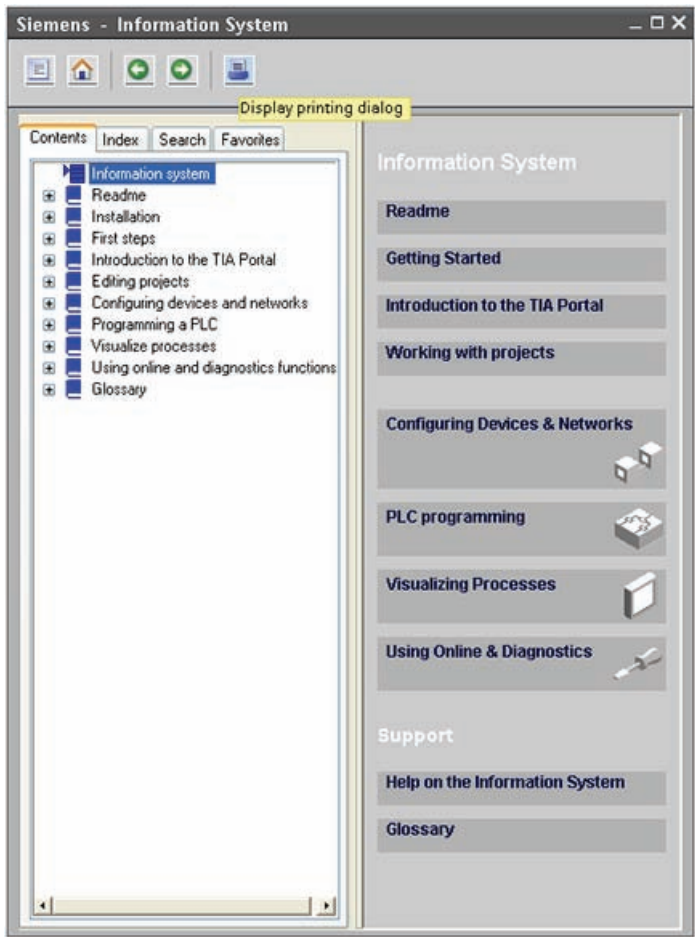 Siemens - Information System
Display printing dialog
Contents Index Search Favorites
Information system
Readme
Installation
First steps
Introduction to the TIA Portal
Editing projects
Configuring devices and networks
Programming a PLC
Visualize processes
Using online and diagnostics functions
Glossary
Information System
Readme
Getting Started
Introduction to the TIA Portal
Working with projects
Configuring Devices & Networks
PLC programming
Visualizing Processes
Using Online & Diagnostics
Support
Help on the Information System
Glossary